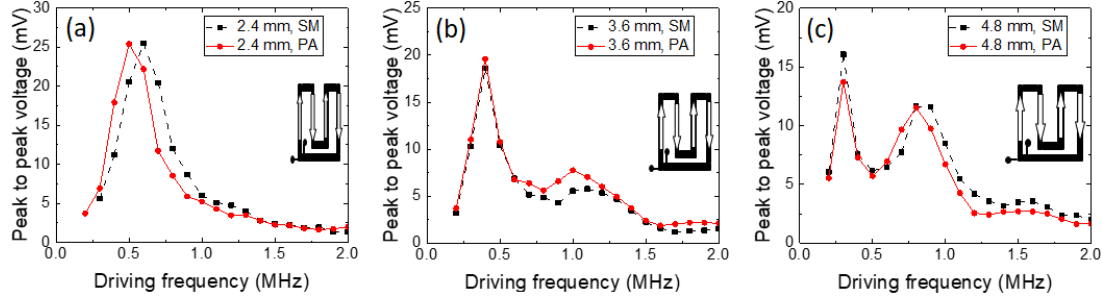 (a)
2.4 mm, SM
2.4 mm, PA
Peak to peak voltage (mV)
30
25
20
15
10
5
0
0.0
0.5
1.0
1.5
2.0
Driving frequency (MHz)
(b)
3.6 mm, SM
3.6 mm, PA
Peak to peak voltage (mV)
25
20
15
10
5
0
0.0
0.5
1.0
1.5
2.0
Driving frequency (MHz)
(c)
4.8 mm, SM
4.8 mm, PA
Peak to peak voltage (mV)
20
15
10
5
0
0.0
0.5
1.0
1.5
2.0
Driving frequency (MHz)